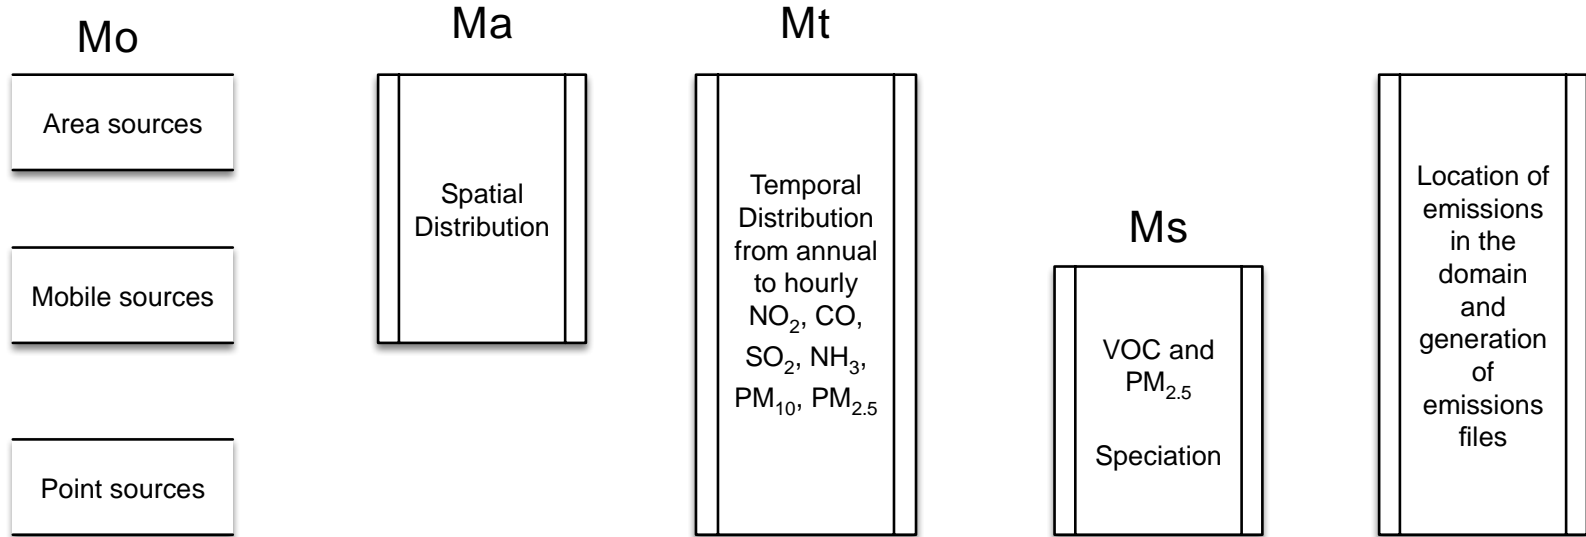 Mo
Area sources
Mobile sources
Point sources
Ma
Spatial
Distribution
Mt
Temporal
Distribution
from annual
to hourly
NO₂, CO,
SO₂, NH₃,
PM₁₀, PM₂.₅
Ms
VOC and
PM₂.₅
Speciation
Location of
emissions
in the
domain
and
generation
of
emissions
files